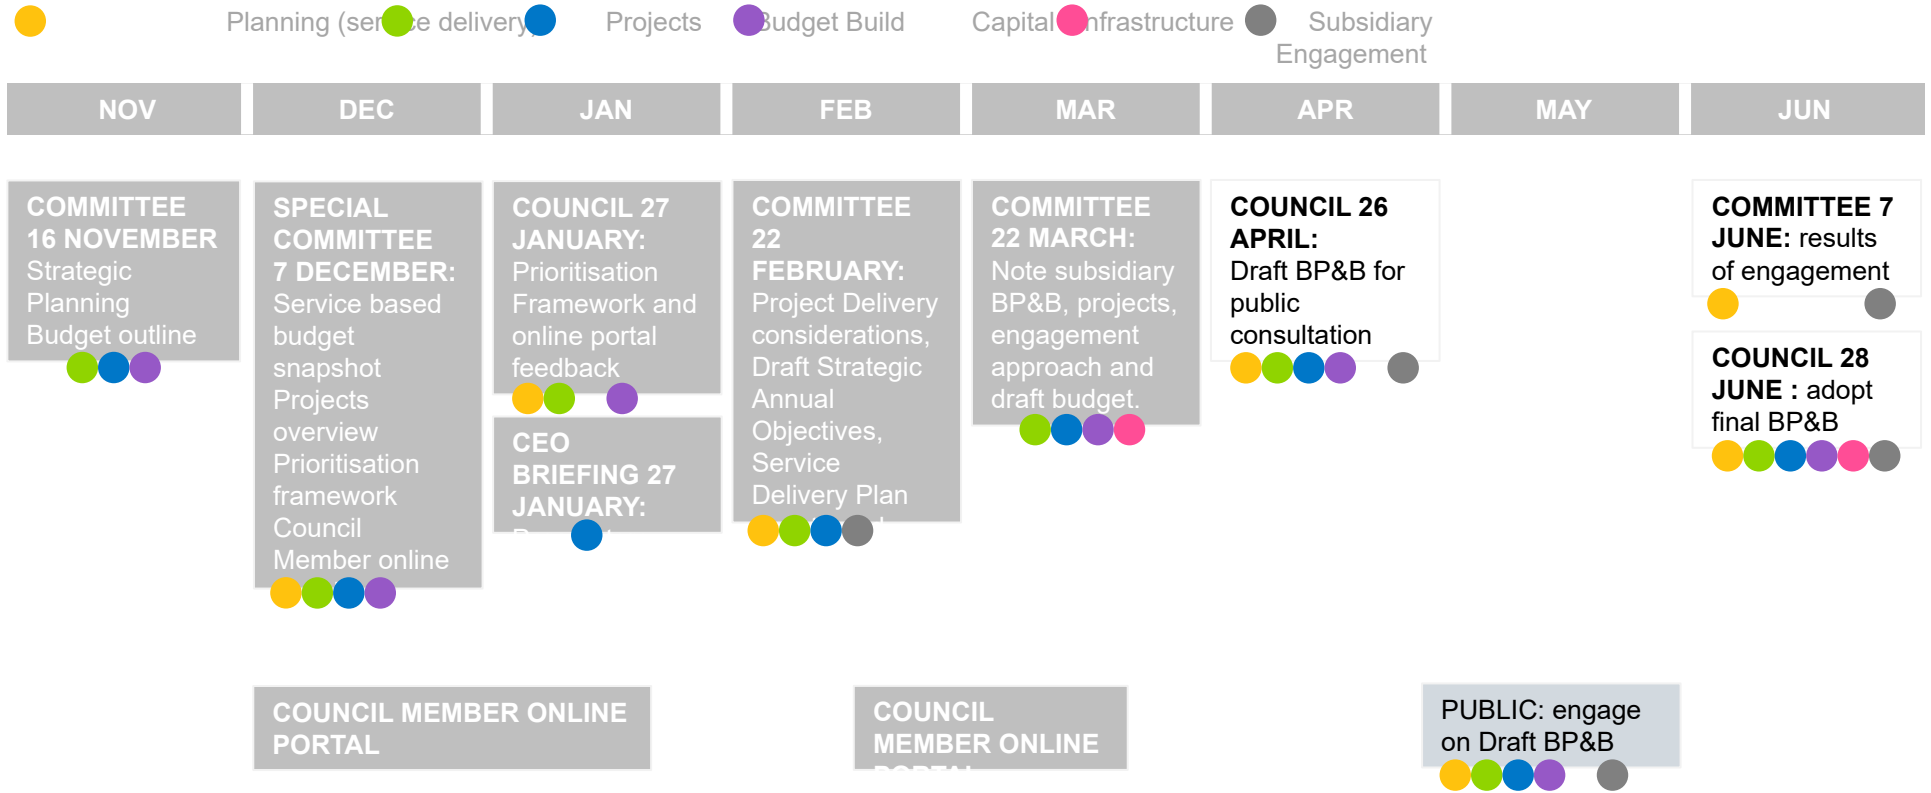 Planning (service delivery) Projects Budget Build Capital Infrastructure Subsidiary
Engagement
NOV DEC JAN FEB MAR APR MAY JUN
COMMITTEE
16 NOVEMBER
Strategic
Planning
Budget outline
SPECIAL
COMMITTEE
7 DECEMBER:
Service based
budget
snapshot
Projects
overview
Prioritisation
framework
Council
Member online
COUNCIL 27
JANUARY:
Prioritisation
Framework and
online portal
feedback
CEO
BRIEFING 27
JANUARY:
COMMITTEE
22
FEBRUARY:
Project Delivery
considerations,
Draft Strategic
Annual
Objectives,
Service
Delivery Plan
COMMITTEE
22 MARCH:
Note subsidiary
BP&B, projects,
engagement
approach and
draft budget.
COUNCIL 26
APRIL:
Draft BP&B for
public
consultation
COMMITTEE 7
JUNE: results
of engagement
COUNCIL 28
JUNE : adopt
final BP&B
COUNCIL MEMBER ONLINE
PORTAL
COUNCIL
MEMBER ONLINE
PORTAL
PUBLIC: engage
on Draft BP&B